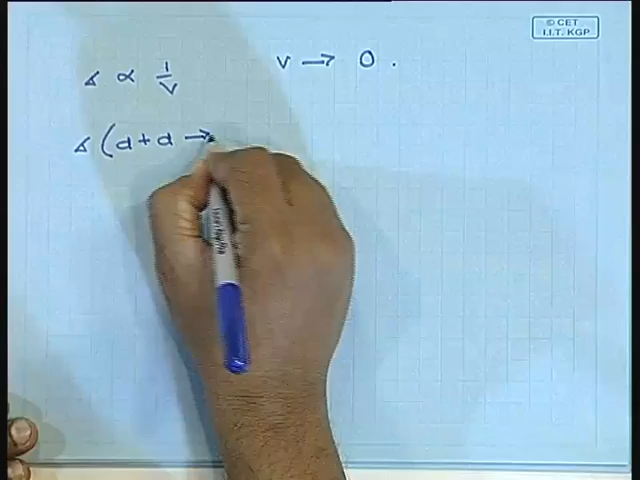 © CET
I.I.T. KGP
∢ ∝ 1/v    v → 0 .
∢ (d + d →